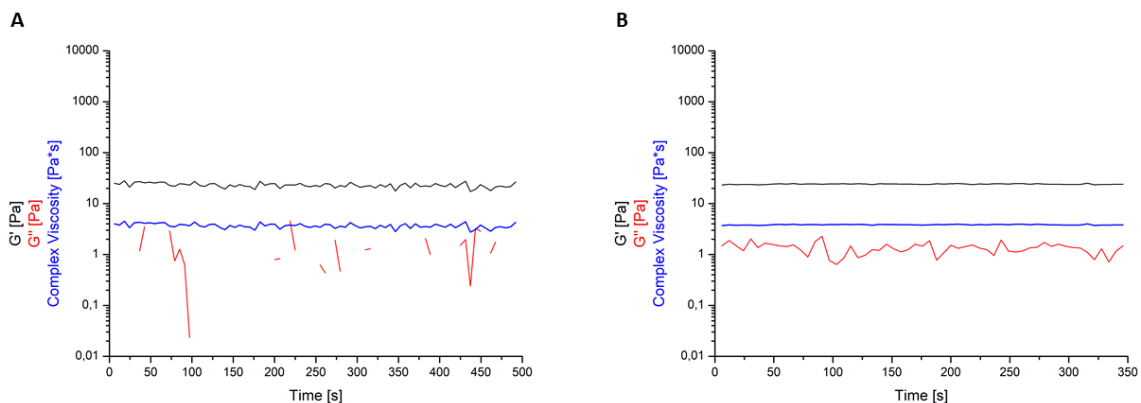 A
G' [Pa]
G'' [Pa]
Complex Viscosity [Pa*s]
10000
1000
100
10
1
0,1
0,01
0 50 100 150 200 250 300 350 400 450 500
Time [s]
B
G' [Pa]
G'' [Pa]
Complex Viscosity [Pa*s]
10000
1000
100
10
1
0,1
0,01
0 50 100 150 200 250 300 350
Time [s]